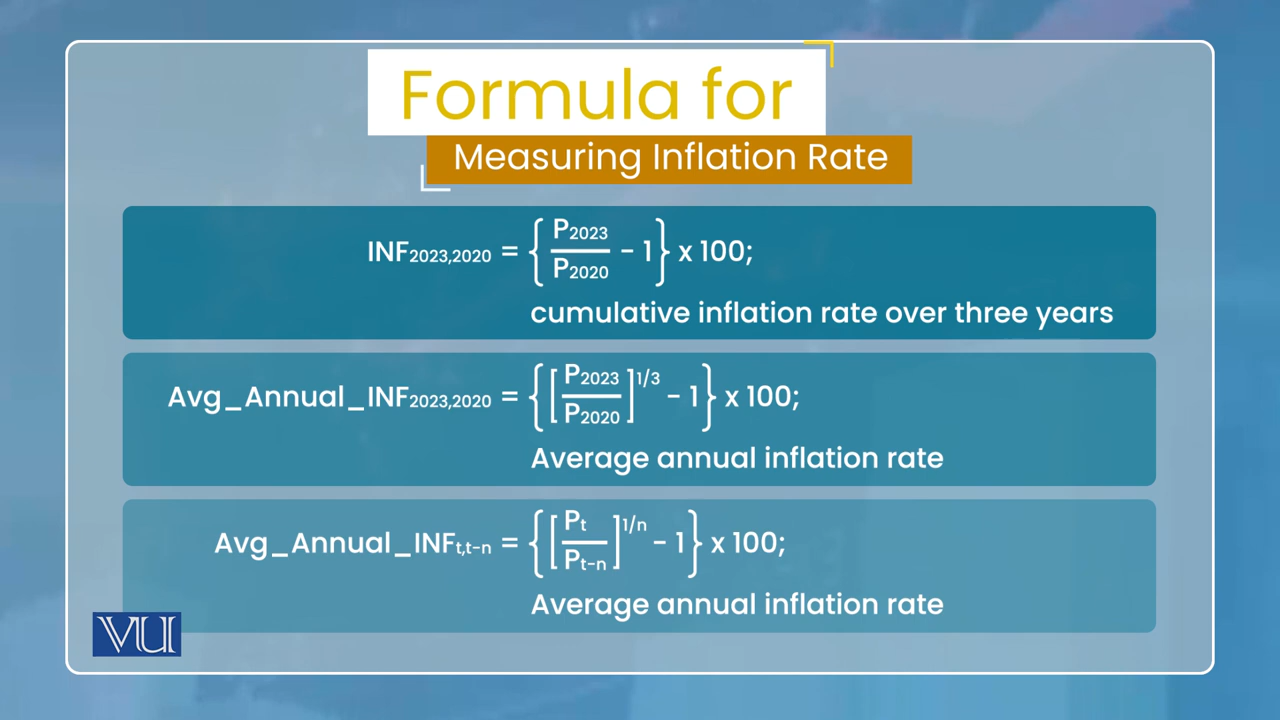 Formula for
Measuring Inflation Rate
INF₂₀₂₃,₂₀₂₀ = { P₂₀₂₃ / P₂₀₂₀ − 1 } x 100;
cumulative inflation rate over three years
Avg_Annual_INF₂₀₂₃,₂₀₂₀ = { [ P₂₀₂₃ / P₂₀₂₀ ]^1/3 − 1 } x 100;
Average annual inflation rate
Avg_Annual_INFt,t-n = { [ Pt / Pt-n ]^1/n − 1 } x 100;
Average annual inflation rate
VU